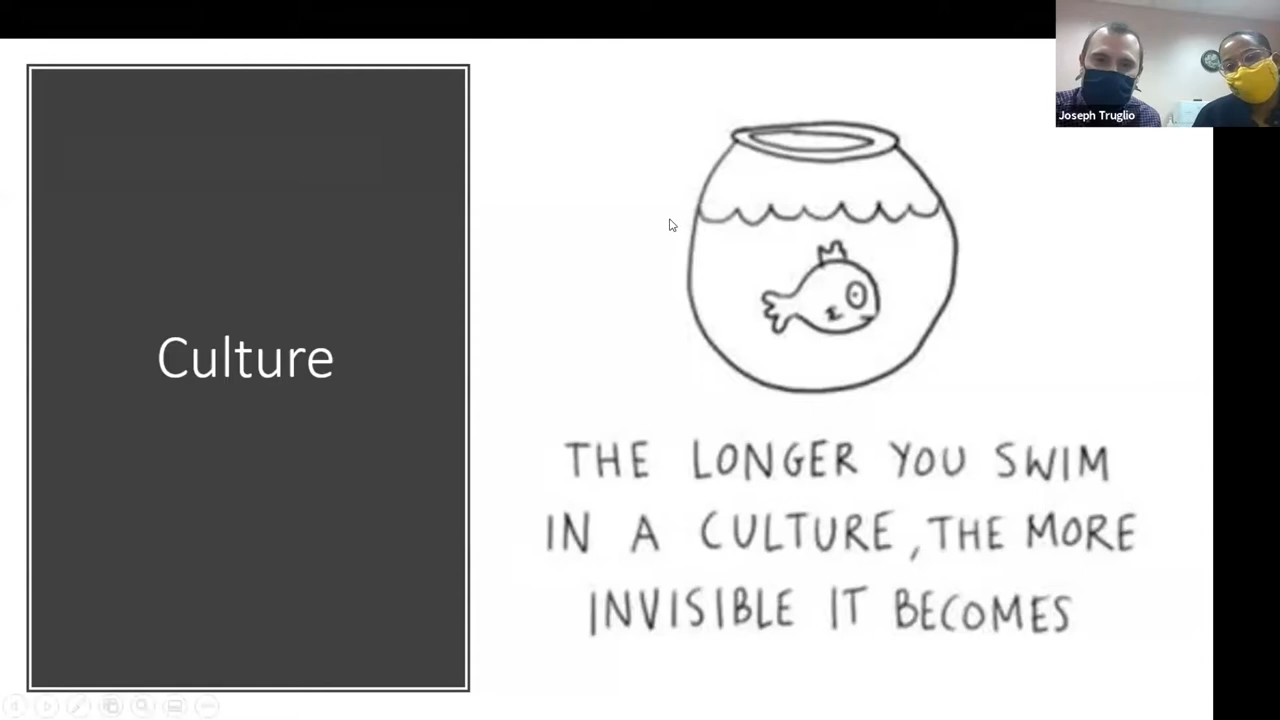 Joseph Truglio
Culture
THE LONGER YOU SWIM
IN A CULTURE, THE MORE
INVISIBLE IT BECOMES